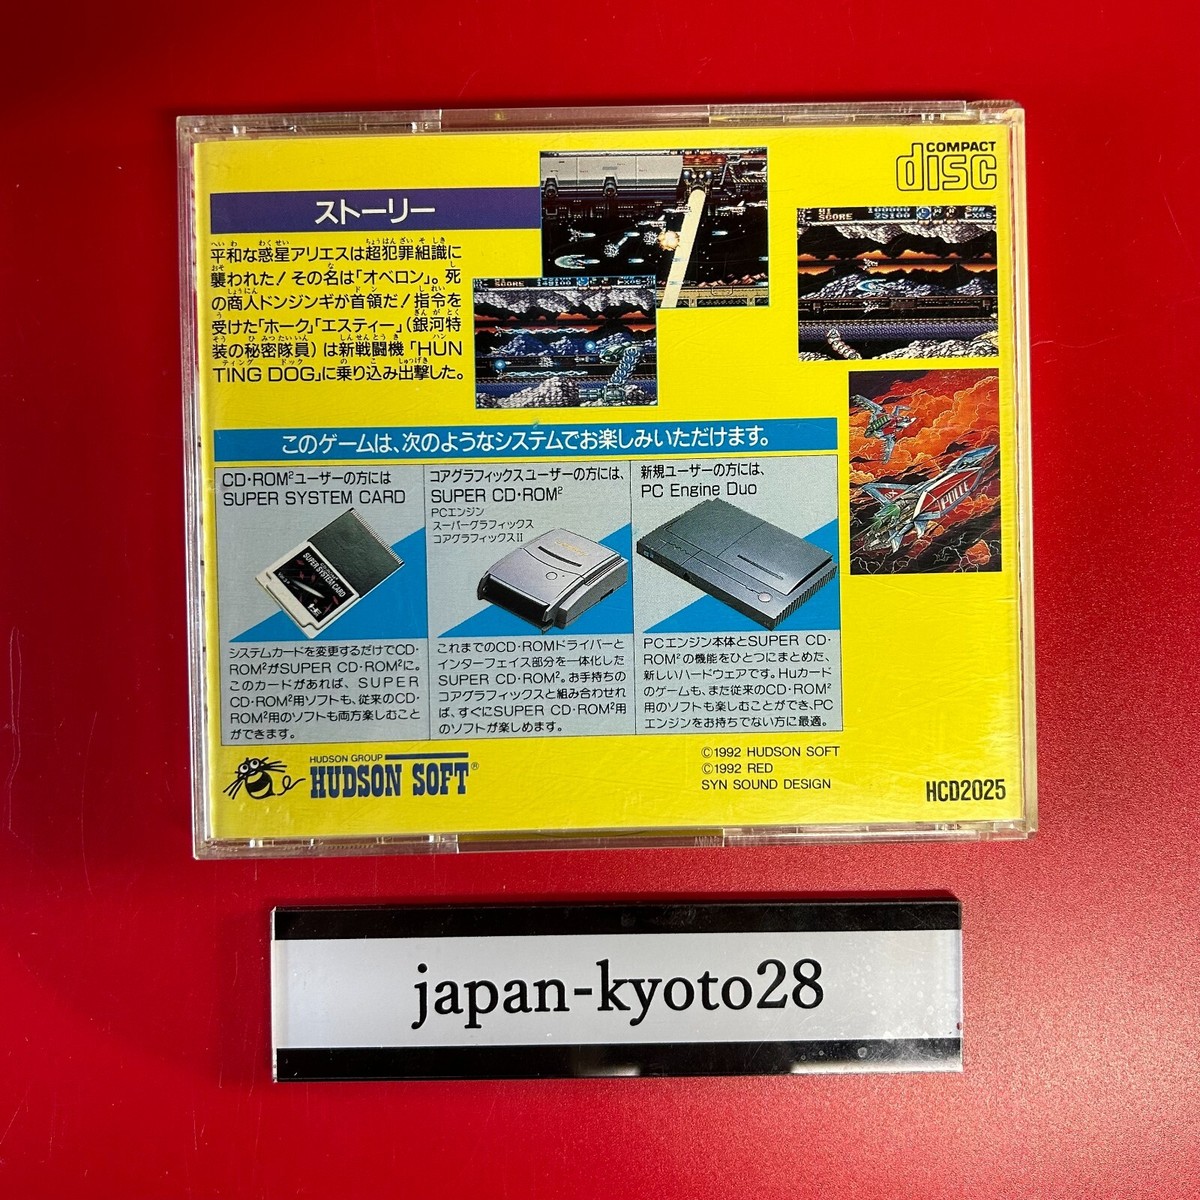 COMPACT
disc
ストーリー
平和な惑星アリエスは超犯罪組織に
襲われた！その名は「オベロン」。死
の商人ドンジンギが首領だ！指令を
受けた「ホーク」「エスティー」（銀河特
装の秘密隊員）は新戦闘機「HUN
TING DOG」に乗り込み出撃した。
HI 100000
SCORE 25100
SCORE
このゲームは、次のようなシステムでお楽しみいただけます。
CD・ROM²ユーザーの方には
SUPER SYSTEM CARD
SUPER SYSTEM CARD
システムカードを変更するだけでCD・
ROM²がSUPER CD・ROM²に。
このカードがあれば、SUPER
CD・ROM²用ソフトも、従来のCD・
ROM²用のソフトも両方楽しむこと
ができます。
コアグラフィックスユーザーの方には、
SUPER CD・ROM²
PCエンジン
スーパーグラフィックス
コアグラフィックスII
これまでのCD・ROMドライバーと
インターフェイス部分を一体化した
SUPER CD・ROM²。お手持ちの
コアグラフィックスと組み合わせれ
ば、すぐにSUPER CD・ROM²用
のソフトが楽しめます。
新規ユーザーの方には、
PC Engine Duo
PCエンジン本体とSUPER CD・
ROM²の機能をひとつにまとめた、
新しいハードウェアです。Huカード
のゲームも、また従来のCD・ROM²
用のソフトも楽しむことができ、PC
エンジンをお持ちでない方に最適。
HUDSON GROUP
HUDSON SOFT®
©1992 HUDSON SOFT
©1992 RED
SYN SOUND DESIGN
HCD2025
japan-kyoto28